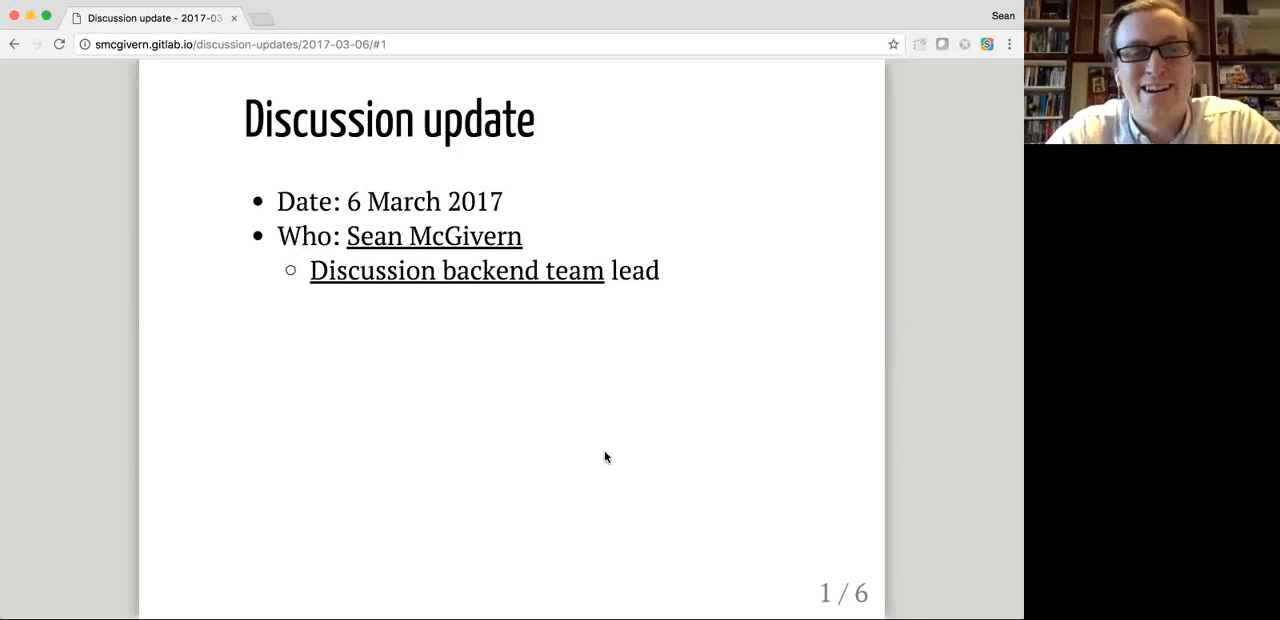 Discussion update - 2017-03
Sean
smcgivern.gitlab.io/discussion-updates/2017-03-06/#1
Discussion update
Date: 6 March 2017
Who: Sean McGivern
Discussion backend team lead
1 / 6